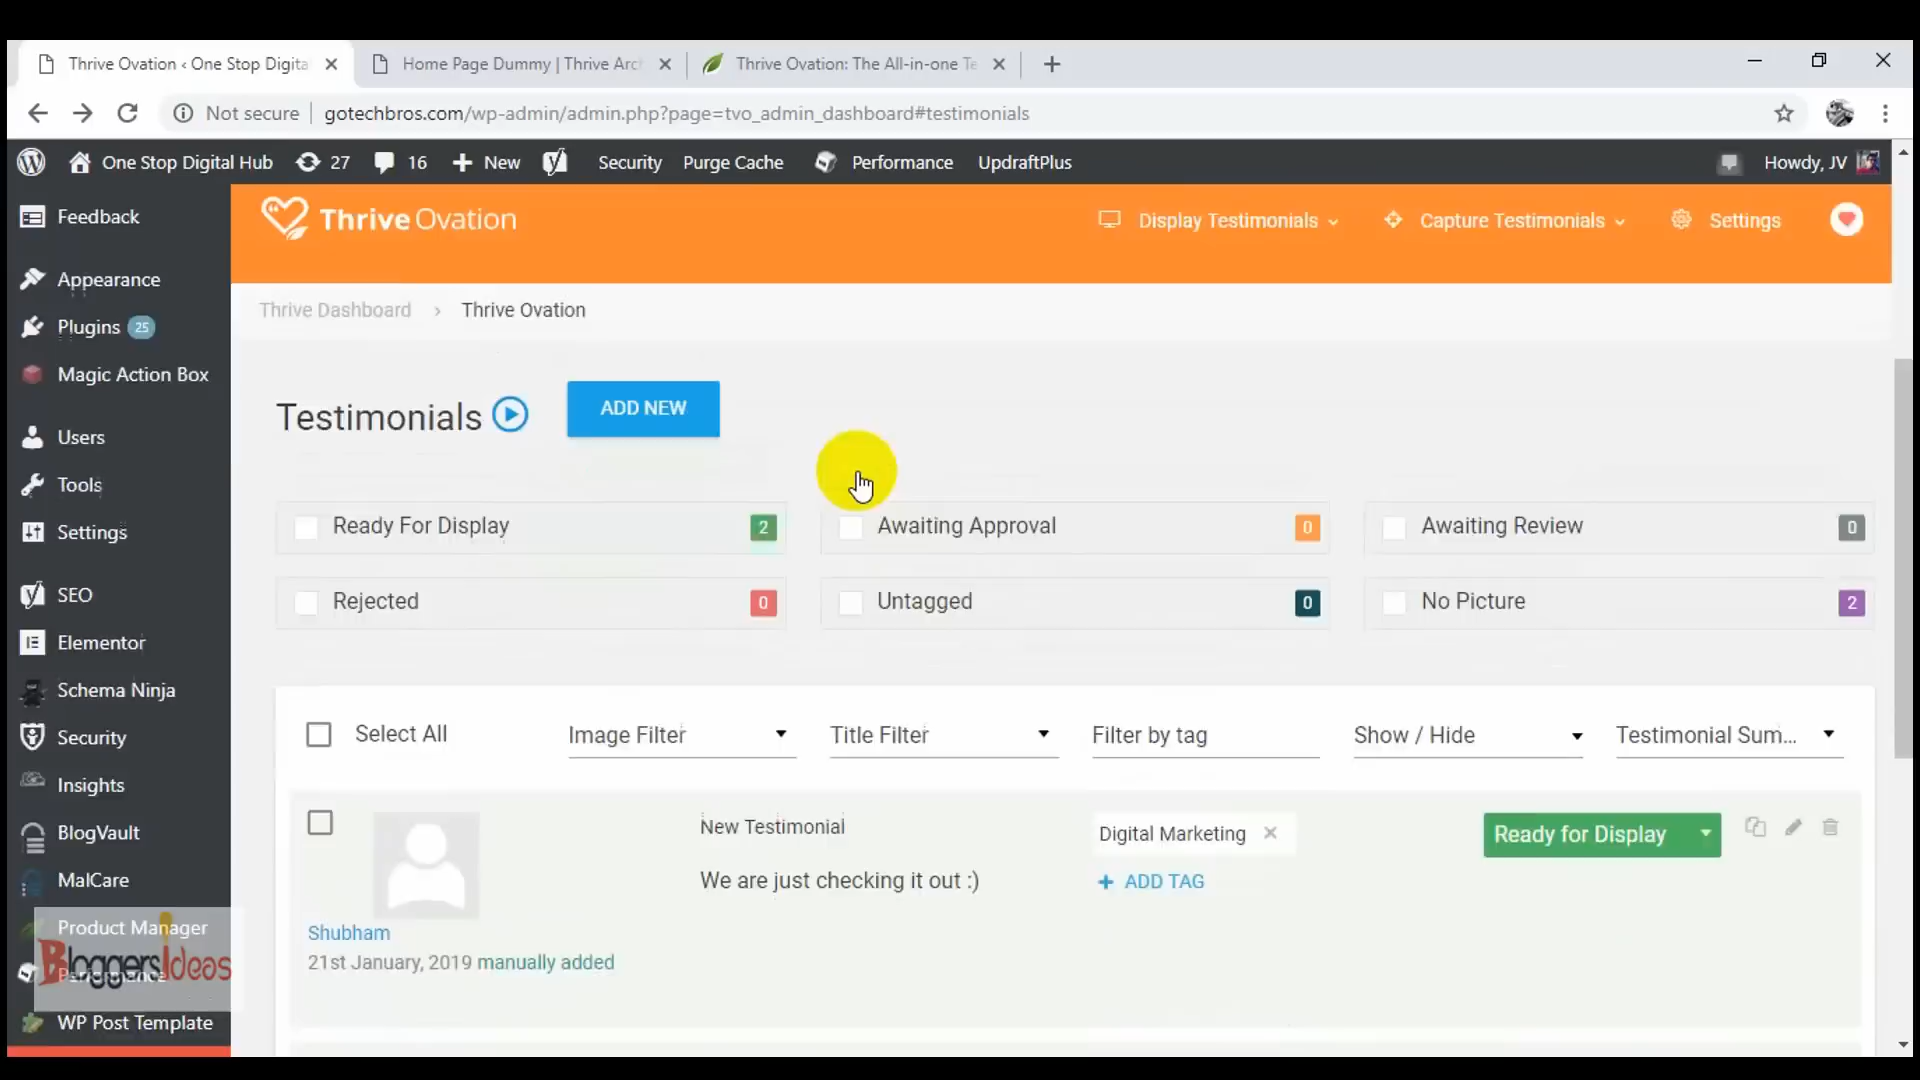 Thrive Ovation ‹ One Stop Digita
Home Page Dummy | Thrive Arc
Thrive Ovation: The All-in-one Te
Not secure
gotechbros.com/wp-admin/admin.php?page=tvo_admin_dashboard#testimonials
One Stop Digital Hub
27
16
New
Security
Purge Cache
Performance
UpdraftPlus
Howdy, JV
Feedback
Appearance
Plugins 25
Magic Action Box
Users
Tools
Settings
SEO
Elementor
Schema Ninja
Security
Insights
BlogVault
MalCare
Product Manager
Performance
BloggersIdeas
WP Post Template
Thrive Ovation
Display Testimonials
Capture Testimonials
Settings
Thrive Dashboard › Thrive Ovation
Testimonials
ADD NEW
Ready For Display 2
Awaiting Approval 0
Awaiting Review 0
Rejected 0
Untagged 0
No Picture 2
Select All
Image Filter
Title Filter
Filter by tag
Show / Hide
Testimonial Sum...
New Testimonial
We are just checking it out :)
Digital Marketing
+ ADD TAG
Ready for Display
Shubham
21st January, 2019 manually added